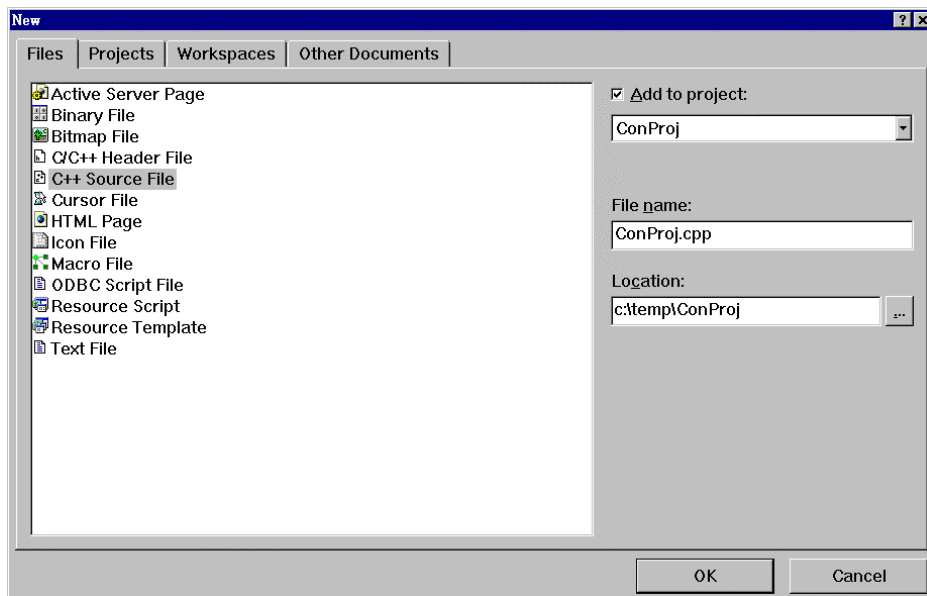 New
Files Projects Workspaces Other Documents
Active Server Page
Binary File
Bitmap File
C/C++ Header File
C++ Source File
Cursor File
HTML Page
Icon File
Macro File
ODBC Script File
Resource Script
Resource Template
Text File
Add to project:
ConProj
File name:
ConProj.cpp
Location:
c:\temp\ConProj
...
OK Cancel